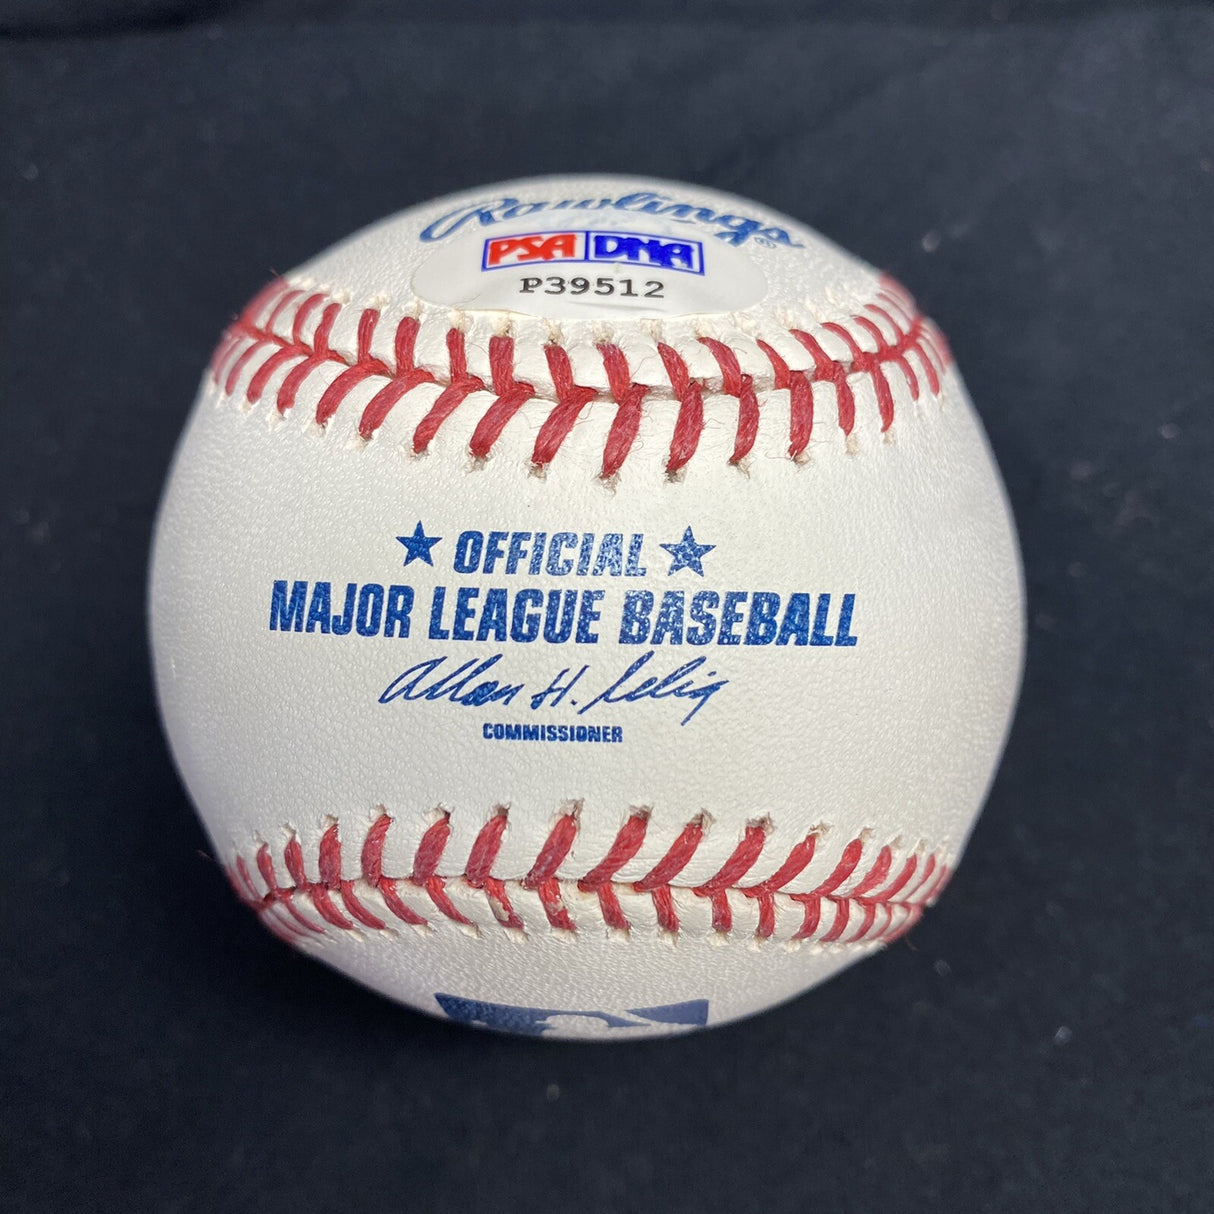 Rawlings®
PSA DNA
P39512
★ OFFICIAL ★
MAJOR LEAGUE BASEBALL
Allan H. Selig
COMMISSIONER